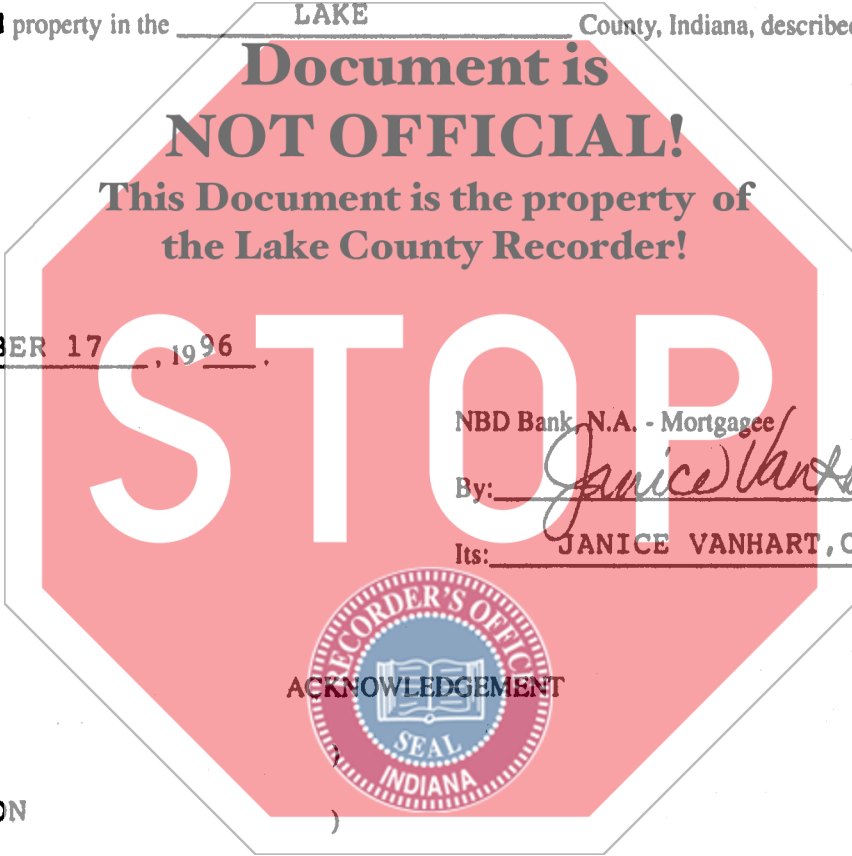 property in the LAKE County, Indiana, described
Document is
NOT OFFICIAL!
This Document is the property of
the Lake County Recorder!
STOP
BER 17, 1996.
NBD Bank, N.A. - Mortgagee
By: Janice VanHa
Its: JANICE VANHART, C
RECORDER'S OFFICE
ACKNOWLEDGEMENT
)
SEAL
INDIANA
ON )